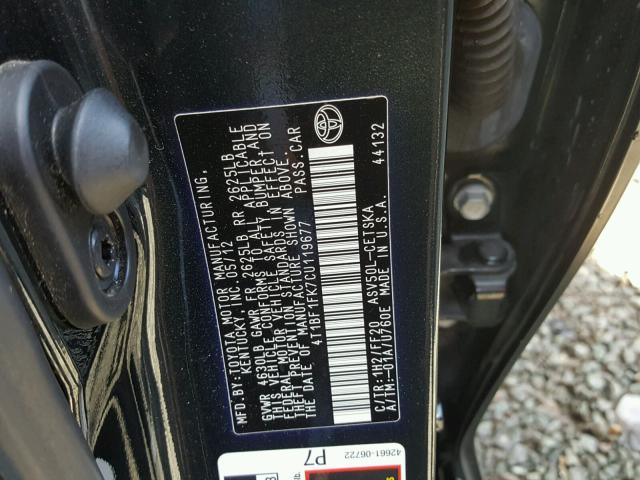 MFD.BY:TOYOTA MOTOR MANUFACTURING,
KENTUCKY, INC. 05/12
GVWR 4630LB GAWR FR 2625LB RR 2625LB
THIS VEHICLE CONFORMS TO ALL APPLICABLE
FEDERAL MOTOR VEHICLE SAFETY BUMPER, AND
THEFT PREVENTION STANDARDS IN EFFECT ON
THE DATE OF MANUFACTURE SHOWN ABOVE.
4T1BF1FK7CU119677 PASS.CAR
C/TR:1H2/FF20 ASV50L-CETSKA
A/TM:-01A/U760E MADE IN U.S.A. 44132
42661-06722
P7
lb.